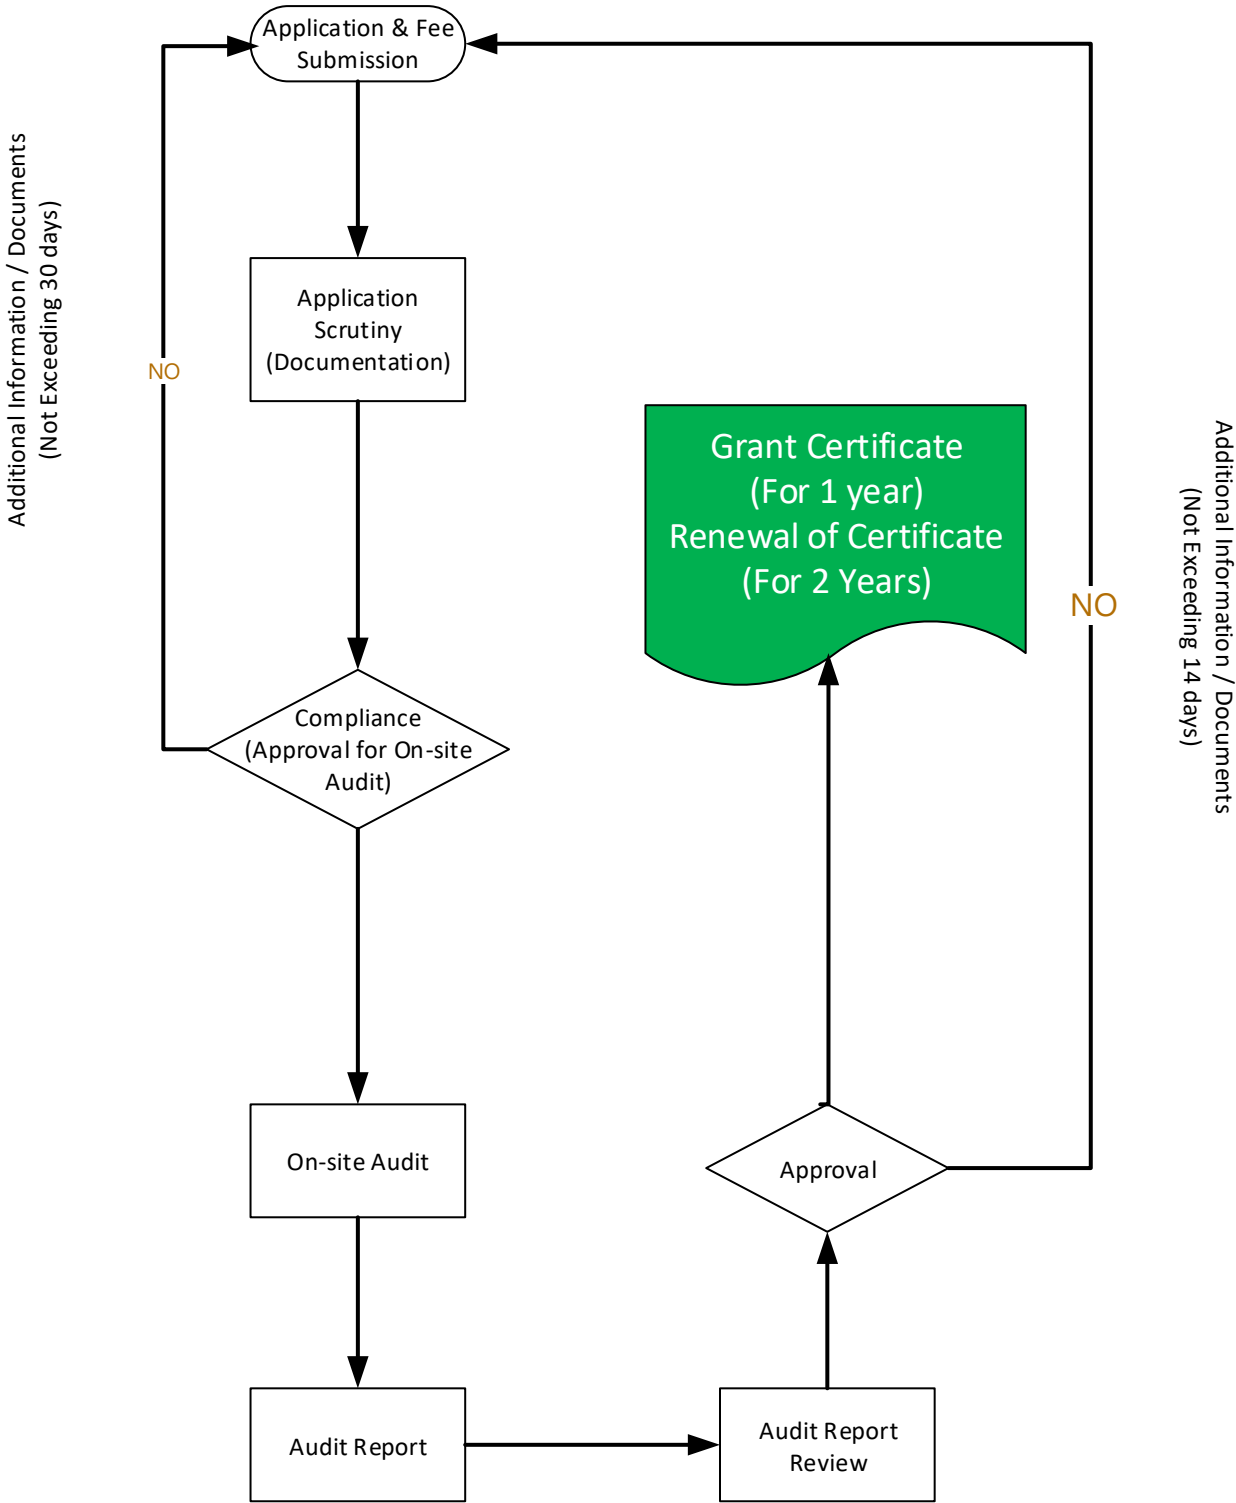 Application & Fee
Submission
Additional Information / Documents
(Not Exceeding 30 days)
NO
Application
Scrutiny
(Documentation)
Compliance
(Approval for On-site
Audit)
On-site Audit
Audit Report
Audit Report
Review
Approval
Grant Certificate
(For 1 year)
Renewal of Certificate
(For 2 Years)
NO
Additional Information / Documents
(Not Exceeding 14 days)